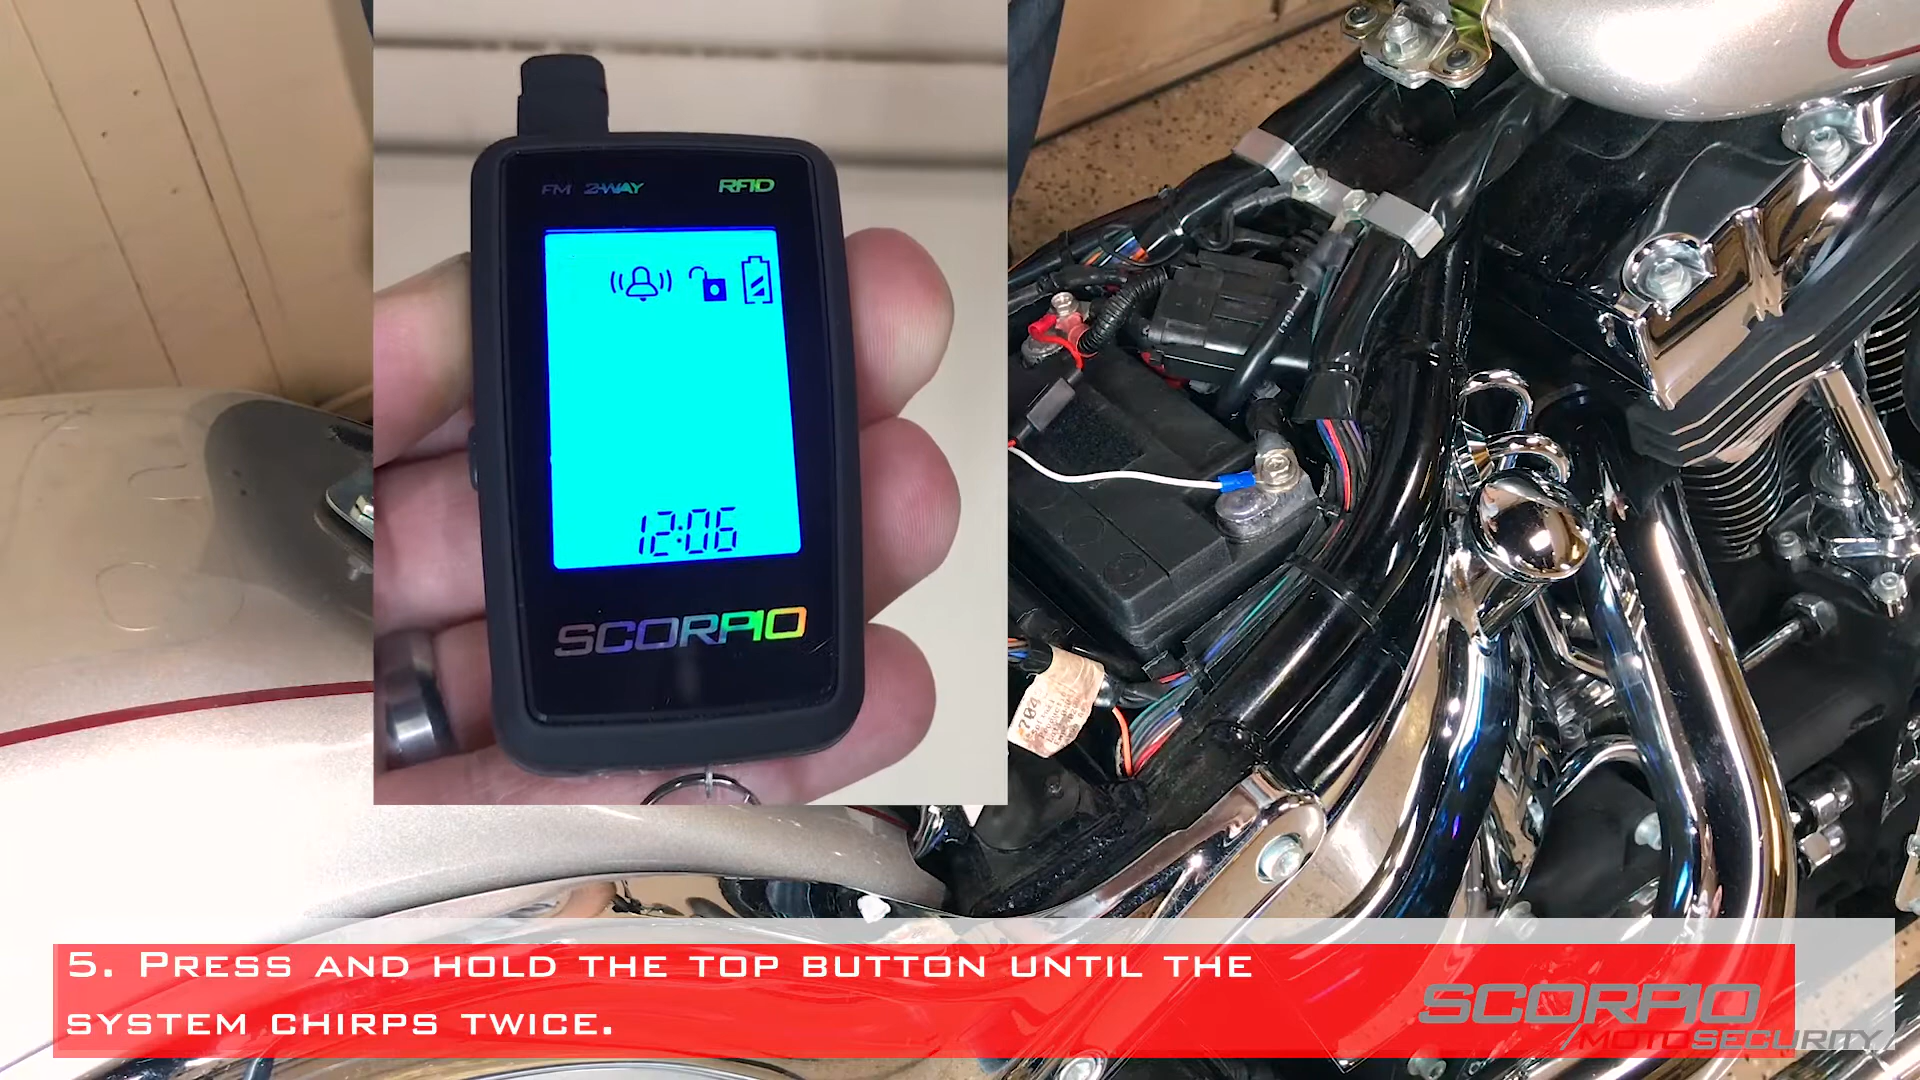 FM 2-WAY RFID
12:06
SCORPIO
704
5. PRESS AND HOLD THE TOP BUTTON UNTIL THE
SYSTEM CHIRPS TWICE.
SCORPIO
MOTOSECURITY